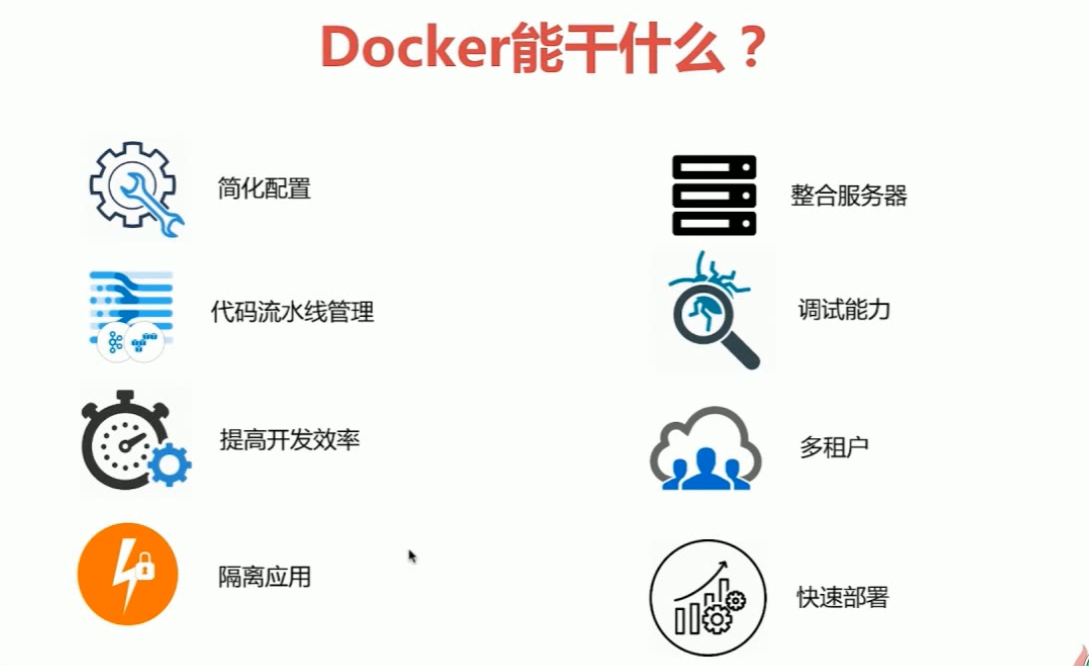 Docker能干什么？
简化配置
整合服务器
代码流水线管理
调试能力
提高开发效率
多租户
隔离应用
快速部署